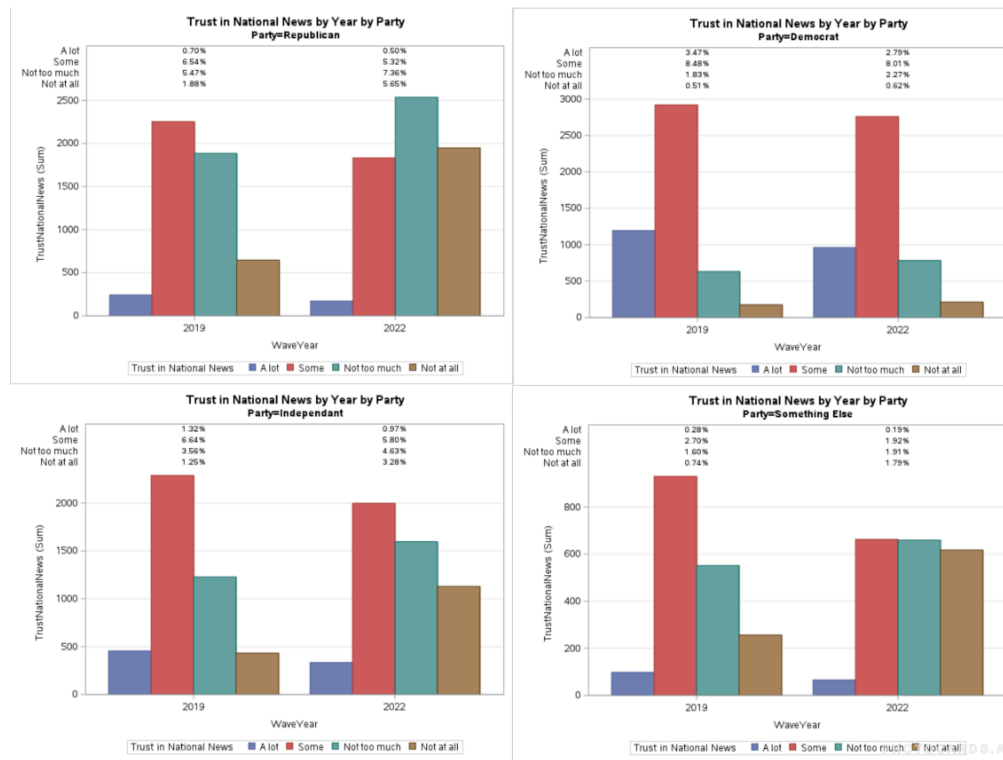 Trust in National News by Year by Party
Party=Republican
A lot 0.70% 0.50%
Some 6.54% 5.32%
Not too much 5.47% 7.36%
Not at all 1.88% 5.65%
2500
2000
1500
1000
500
0
TrustNationalNews (Sum)
2019 2022
WaveYear
Trust in National News A lot Some Not too much Not at all
Trust in National News by Year by Party
Party=Democrat
A lot 3.47% 2.79%
Some 8.48% 8.01%
Not too much 1.83% 2.27%
Not at all 0.51% 0.62%
3000
2500
2000
1500
1000
500
0
TrustNationalNews (Sum)
2019 2022
WaveYear
Trust in National News A lot Some Not too much Not at all
Trust in National News by Year by Party
Party=Independant
A lot 1.32% 0.97%
Some 6.64% 5.80%
Not too much 3.56% 4.63%
Not at all 1.25% 3.28%
2000
1500
1000
500
0
TrustNationalNews (Sum)
2019 2022
WaveYear
Trust in National News A lot Some Not too much Not at all
Trust in National News by Year by Party
Party=Something Else
A lot 0.28% 0.19%
Some 2.70% 1.92%
Not too much 1.60% 1.91%
Not at all 0.74% 1.79%
800
600
400
200
0
TrustNationalNews (Sum)
2019 2022
WaveYear
Trust in National News A lot Some Not too much Not at all